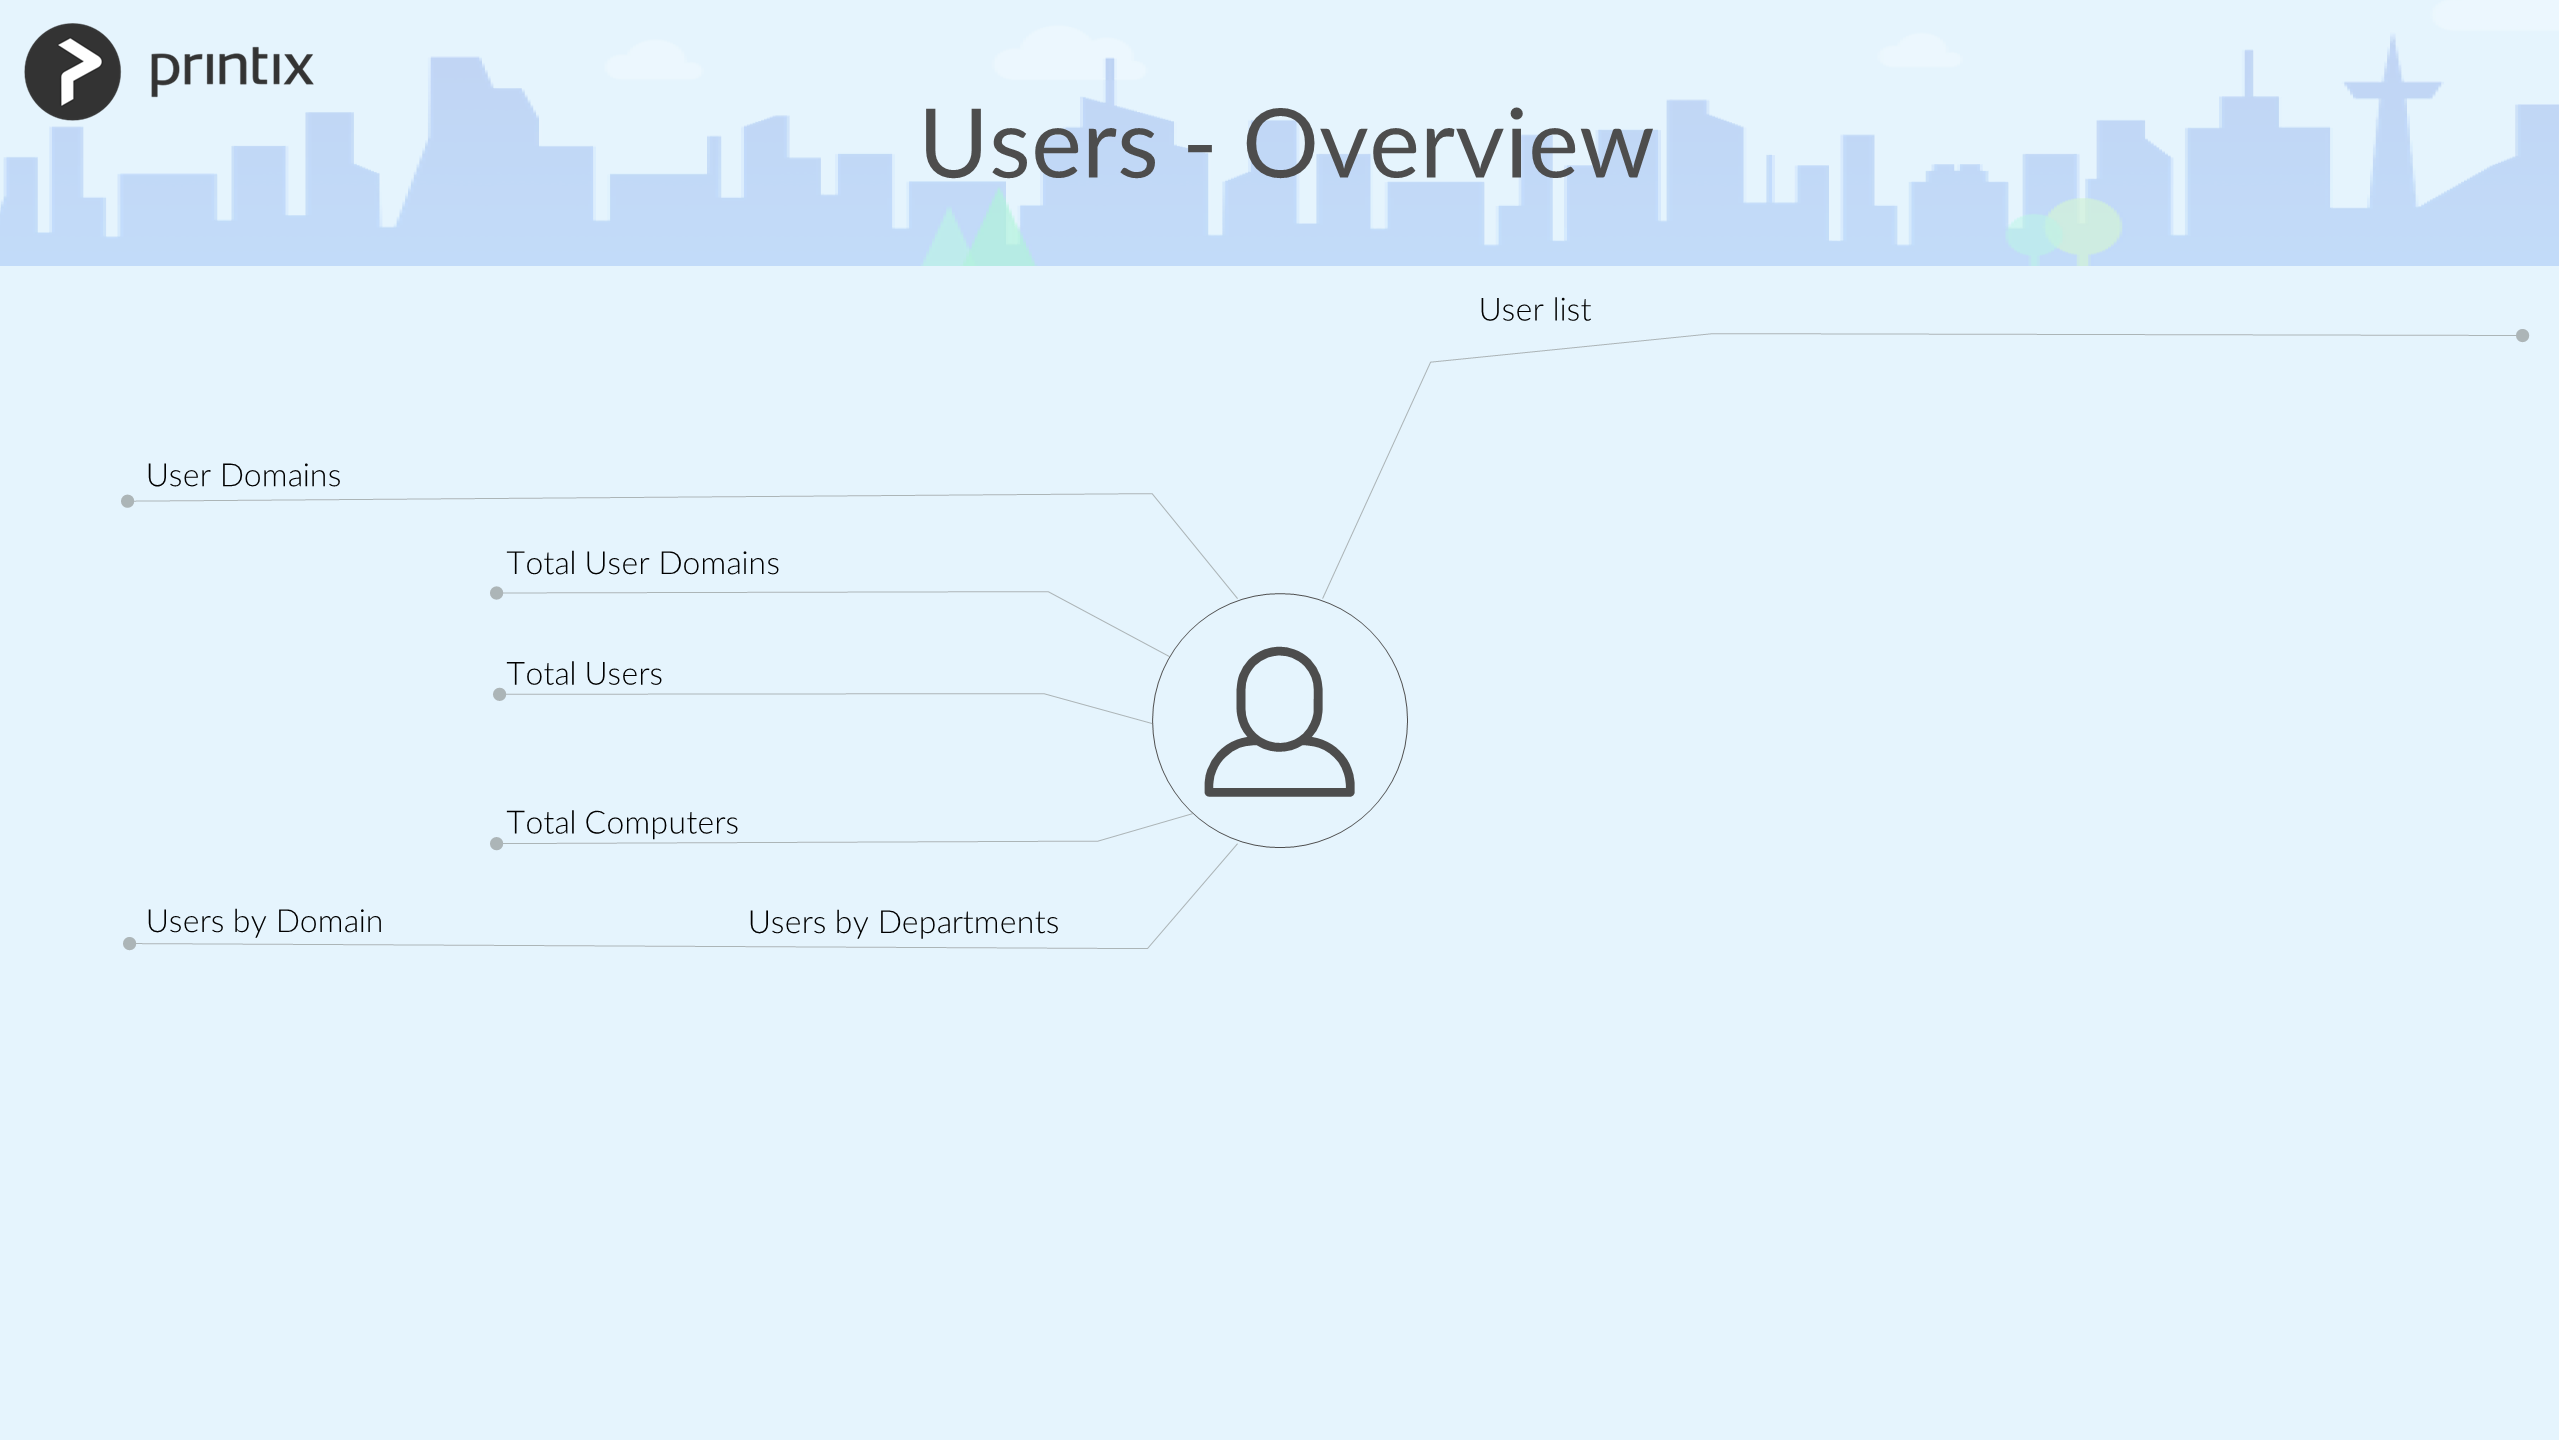 printix
Users - Overview
User list
User Domains
Total User Domains
Total Users
Total Computers
Users by Domain
Users by Departments